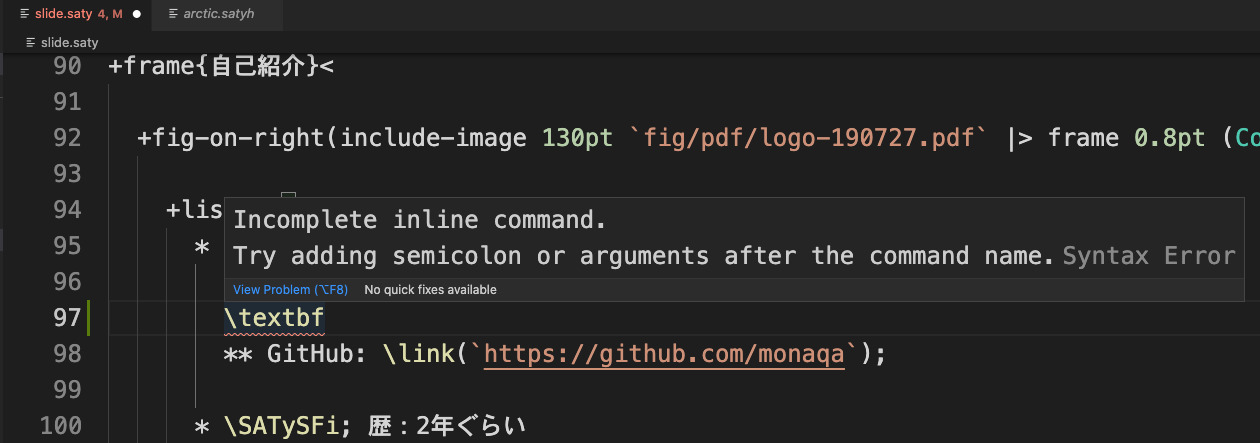 slide.saty 4, M ● arctic.satyh
slide.saty
90 +frame{自己紹介}<
91
92 +fig-on-right(include-image 130pt `fig/pdf/logo-190727.pdf` |> frame 0.8pt (Co
93
94 +lis
Incomplete inline command.
95 *
Try adding semicolon or arguments after the command name. Syntax Error
96
View Problem (⌥F8) No quick fixes available
97 \textbf
98 ** GitHub: \link(`https://github.com/monaqa`);
99
100 * \SATySFi; 歴：2年ぐらい